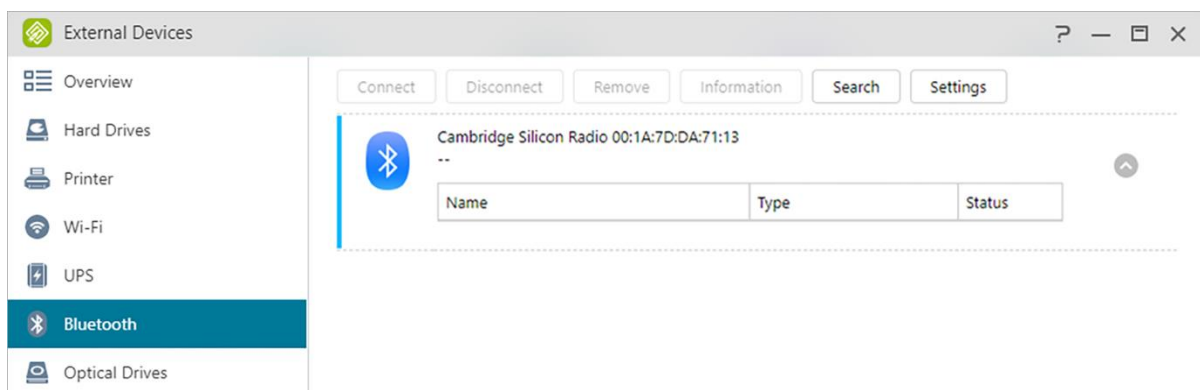 External Devices
Overview
Hard Drives
Printer
Wi-Fi
UPS
Bluetooth
Optical Drives
Connect Disconnect Remove Information Search Settings
Cambridge Silicon Radio 00:1A:7D:DA:71:13
--
Name Type Status